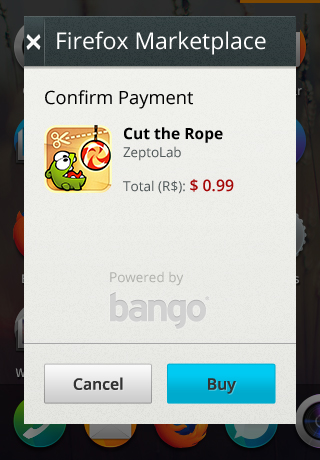 Firefox Marketplace
Confirm Payment
Cut the Rope
ZeptoLab
Total (R$): $ 0.99
Powered by
bango
Cancel
Buy